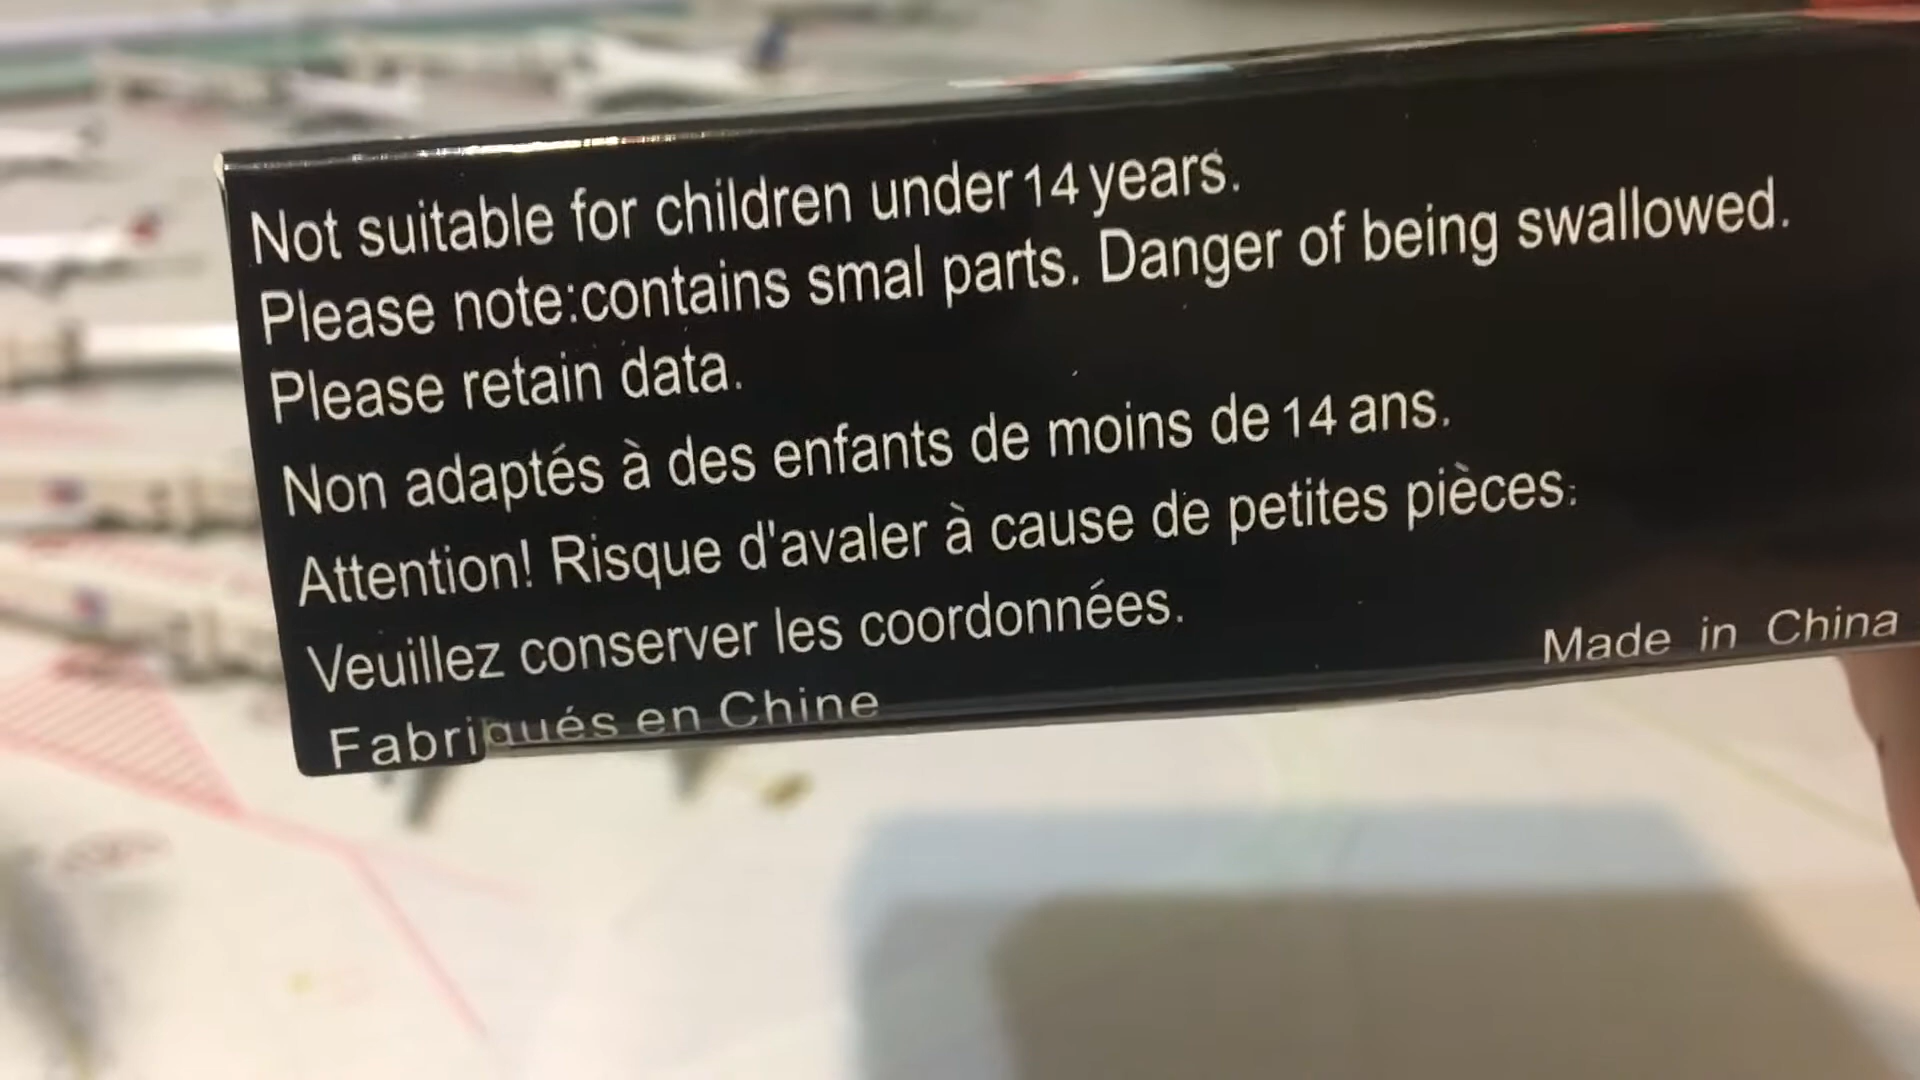 Not suitable for children under 14 years.
Please note:contains smal parts. Danger of being swallowed.
Please retain data.
Non adaptés à des enfants de moins de 14 ans.
Attention! Risque d'avaler à cause de petites pièces.
Veuillez conserver les coordonnées.
Fabriqués en Chine
Made in China